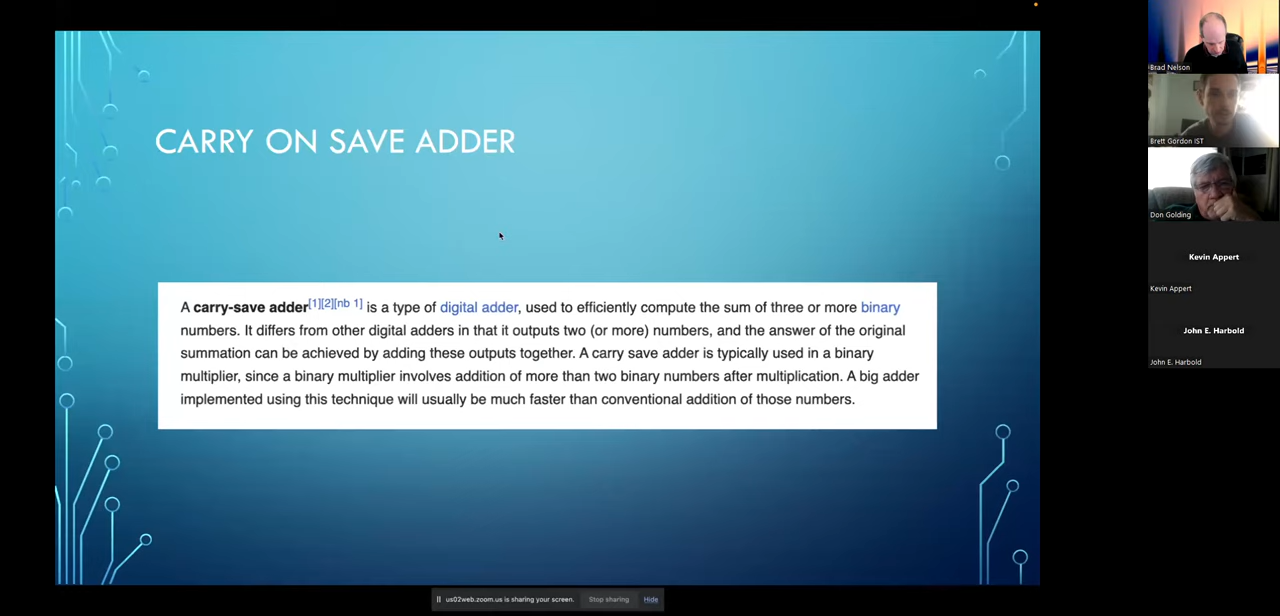 CARRY ON SAVE ADDER
A carry-save adder[1][2][nb 1] is a type of digital adder, used to efficiently compute the sum of three or more binary
numbers. It differs from other digital adders in that it outputs two (or more) numbers, and the answer of the original
summation can be achieved by adding these outputs together. A carry save adder is typically used in a binary
multiplier, since a binary multiplier involves addition of more than two binary numbers after multiplication. A big adder
implemented using this technique will usually be much faster than conventional addition of those numbers.
us02web.zoom.us is sharing your screen. Stop sharing Hide
Brad Nelson
Brett Gordon IST
Don Golding
Kevin Appert
Kevin Appert
John E. Harbold
John E. Harbold